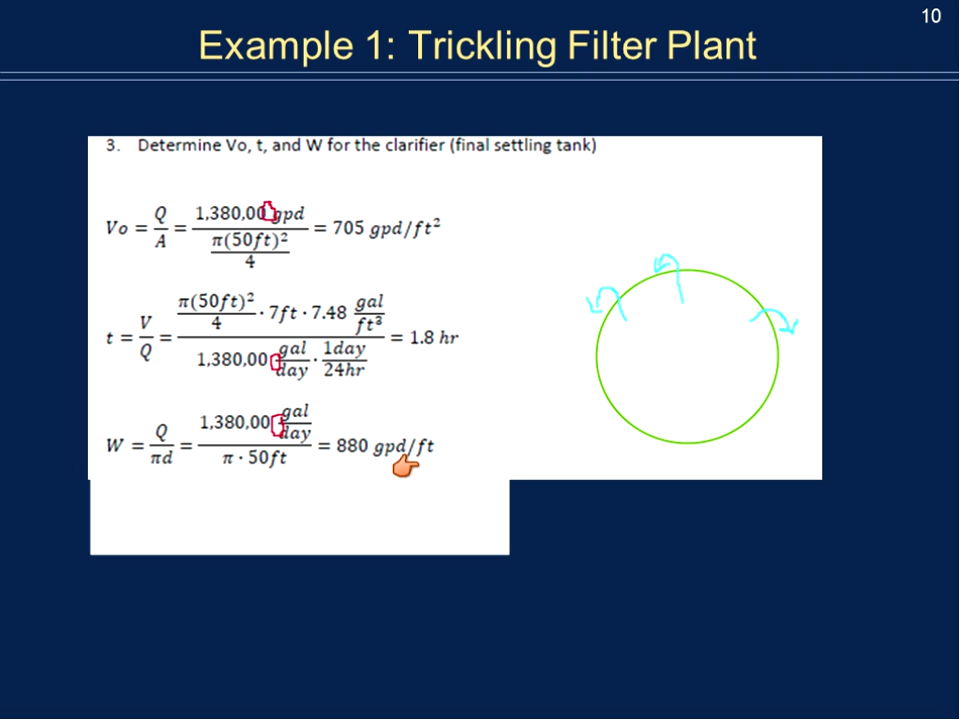 10
Example 1: Trickling Filter Plant
3. Determine Vo, t, and W for the clarifier (final settling tank)
Vo = Q/A = 1,380,000 gpd / (π(50ft)²/4) = 705 gpd/ft²
t = V/Q = (π(50ft)²/4 · 7ft · 7.48 gal/ft³) / (1,380,000 gal/day · 1day/24hr) = 1.8 hr
W = Q/πd = (1,380,000 gal/day) / (π · 50ft) = 880 gpd/ft